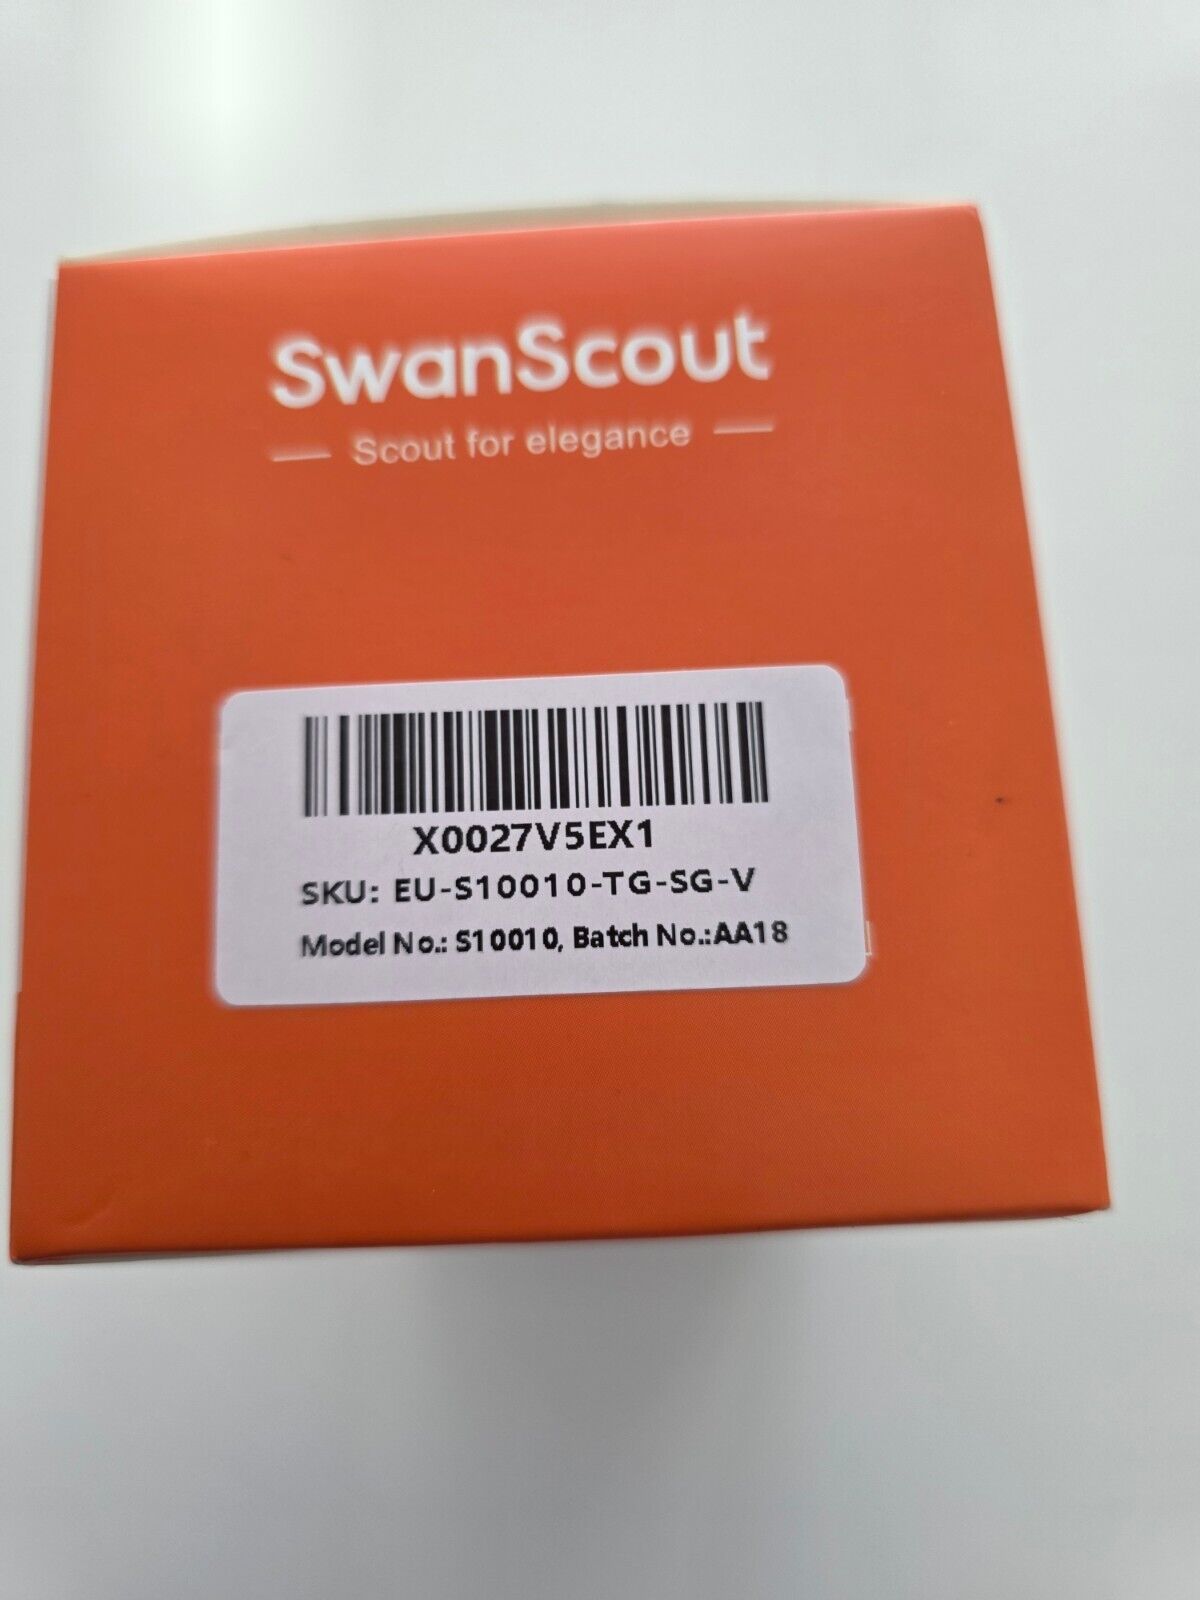 SwanScout
Scout for elegance
X0027V5EX1
SKU: EU-S10010-TG-SG-V
Model No.: S10010, Batch No.:AA18